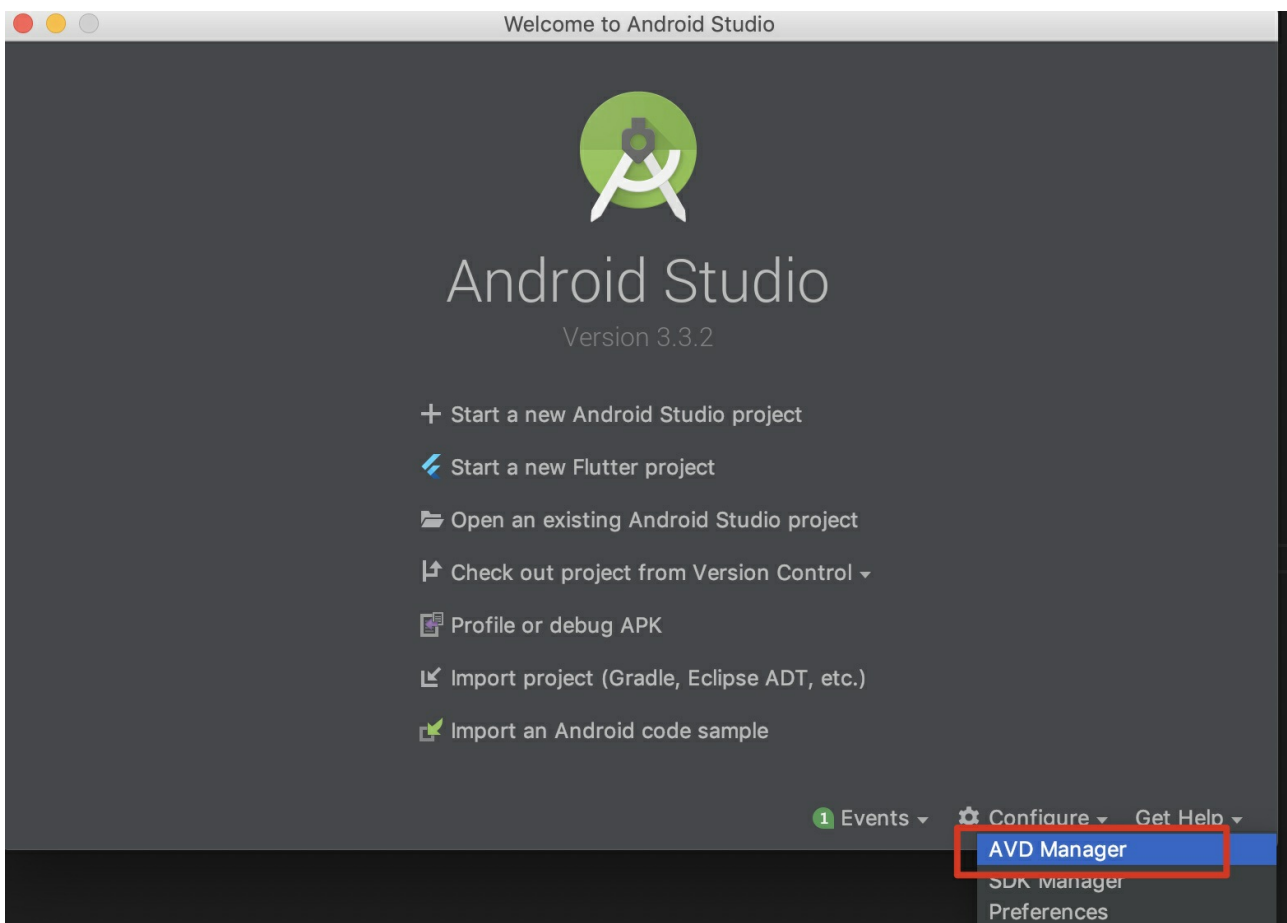 Welcome to Android Studio
Android Studio
Version 3.3.2
Start a new Android Studio project
Start a new Flutter project
Open an existing Android Studio project
Check out project from Version Control
Profile or debug APK
Import project (Gradle, Eclipse ADT, etc.)
Import an Android code sample
1 Events Configure Get Help
AVD Manager
SDK Manager
Preferences